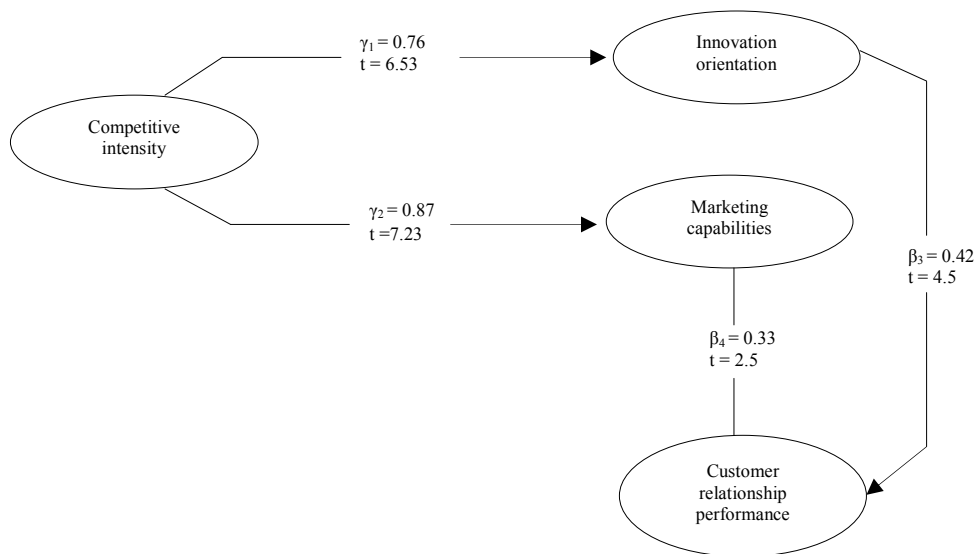 γ₁ = 0.76
t = 6.53
Innovation
orientation
Competitive
intensity
γ₂ = 0.87
t =7.23
Marketing
capabilities
β₃ = 0.42
t = 4.5
β₄ = 0.33
t = 2.5
Customer
relationship
performance